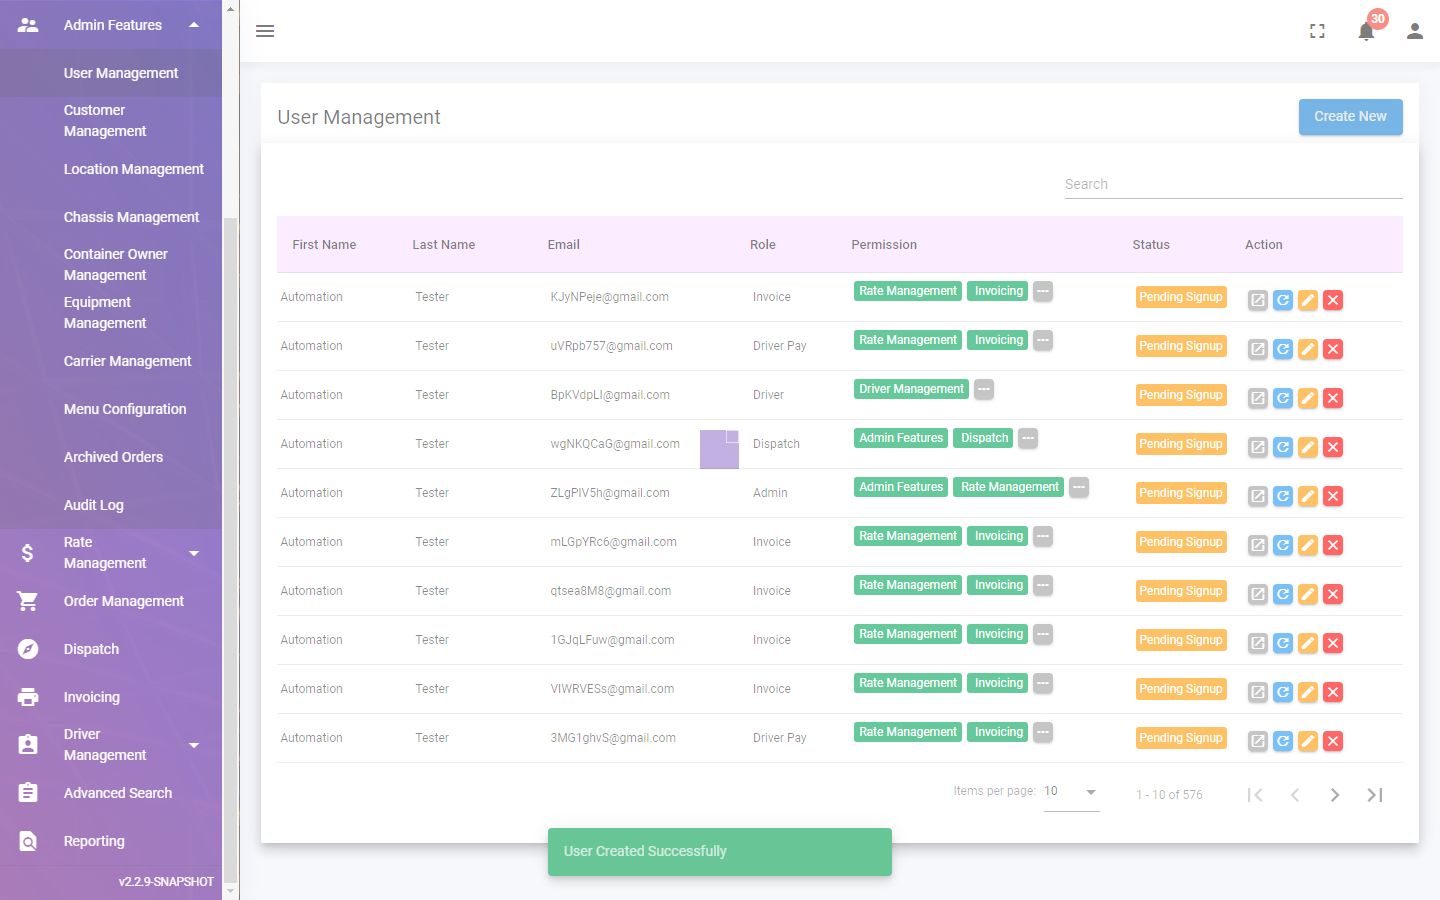 Admin Features
User Management
Customer
Management
Location Management
Chassis Management
Container Owner
Management
Equipment
Management
Carrier Management
Menu Configuration
Archived Orders
Audit Log
Rate
Management
Order Management
Dispatch
Invoicing
Driver
Management
Advanced Search
Reporting
v2.2.9-SNAPSHOT
30
User Management
Create New
Search
First Name Last Name Email Role Permission Status Action
Automation Tester KJyNPeje@gmail.com Invoice Rate Management Invoicing --- Pending Signup
Automation Tester uVRpb757@gmail.com Driver Pay Rate Management Invoicing --- Pending Signup
Automation Tester BpKVdpLI@gmail.com Driver Driver Management --- Pending Signup
Automation Tester wgNKQCaG@gmail.com Dispatch Admin Features Dispatch --- Pending Signup
Automation Tester ZLgPIV5h@gmail.com Admin Admin Features Rate Management --- Pending Signup
Automation Tester mLGpYRc6@gmail.com Invoice Rate Management Invoicing --- Pending Signup
Automation Tester qtsea8M8@gmail.com Invoice Rate Management Invoicing --- Pending Signup
Automation Tester 1GJqLFuw@gmail.com Invoice Rate Management Invoicing --- Pending Signup
Automation Tester VIWRVESs@gmail.com Invoice Rate Management Invoicing --- Pending Signup
Automation Tester 3MG1ghvS@gmail.com Driver Pay Rate Management Invoicing --- Pending Signup
Items per page: 10 1 - 10 of 576
User Created Successfully